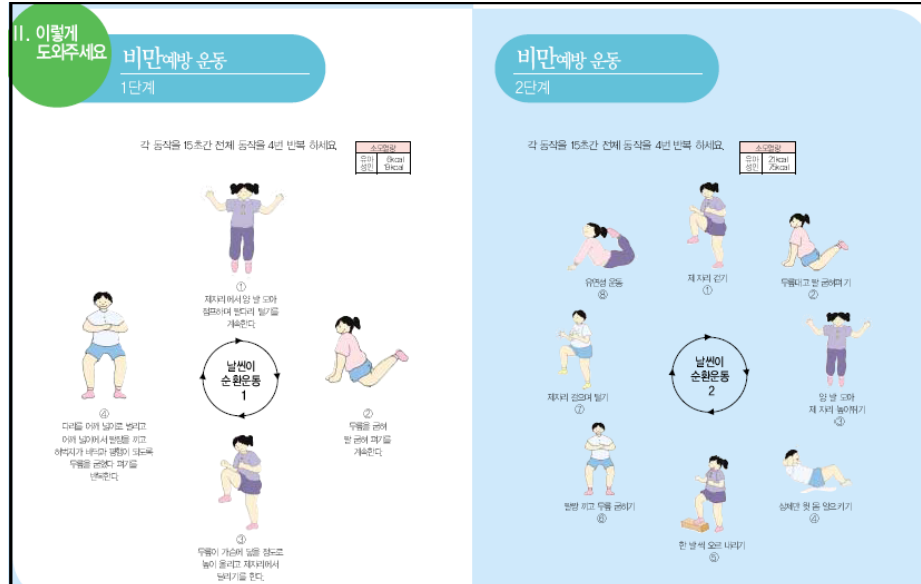 II. 이렇게
도와주세요
비만예방 운동
1단계
각 동작을 15초간 전체 동작을 4번 반복 하세요.
소모열량
유아 6kcal
성인 19kcal
①
제자리에서 양 발 모아
점프하며 팔다리 털기를
계속한다.
②
무릎을 굽혀
팔 굽혀 펴기를
계속한다.
③
무릎이 가슴에 닿을 정도로
높이 올리고 제자리에서
달리기를 한다.
④
다리를 어깨 넓이로 벌리고
어깨 높이에서 팔짱을 끼고
허벅지가 바닥과 평행이 되도록
무릎을 굽혔다 펴기를
반복한다.
날씬이
순환운동
1
비만예방 운동
2단계
각 동작을 15초간 전체 동작을 4번 반복 하세요.
소모열량
유아 21kcal
성인 75kcal
제 자리 걷기
①
무릎대고 팔 굽혀펴기
②
양 발 모아
제 자리 높이뛰기
③
상체만 윗 몸 일으키기
④
한 발 씩 오르 내리기
⑤
팔짱 끼고 무릎 굽히기
⑥
제자리 걸으며 털기
⑦
유연성 운동
⑧
날씬이
순환운동
2